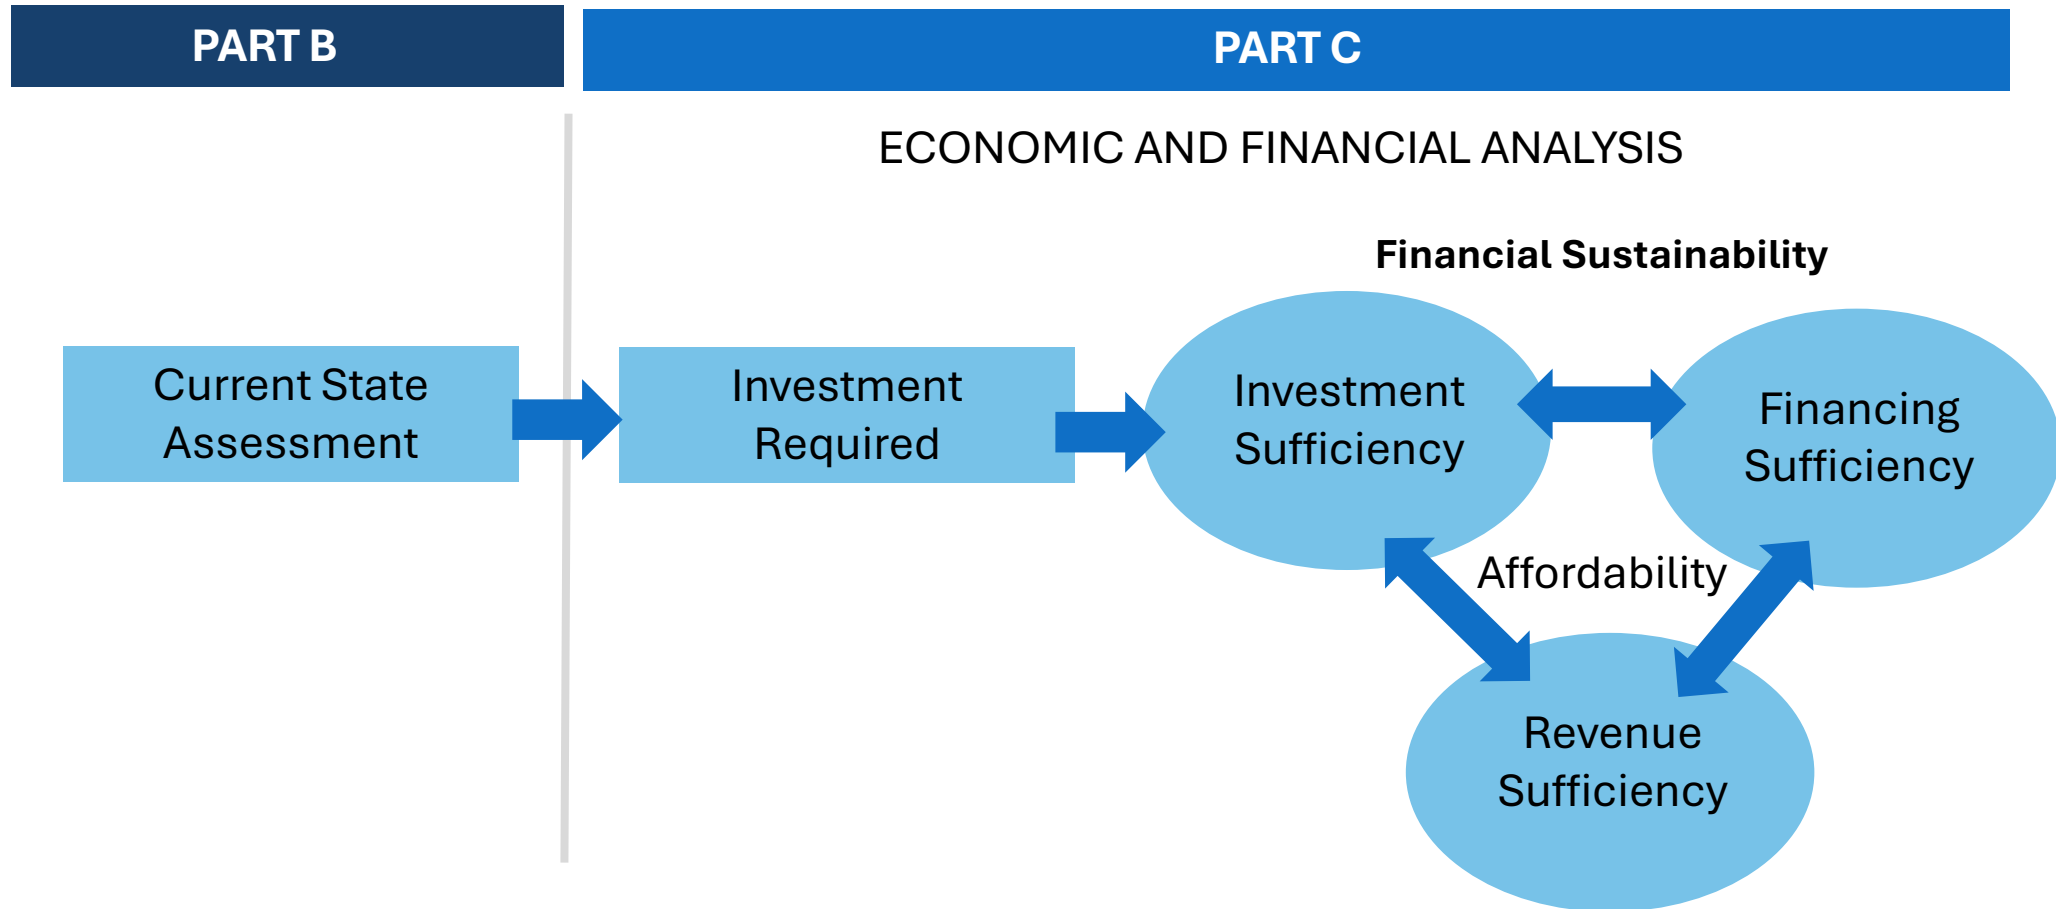 PART B
PART C
ECONOMIC AND FINANCIAL ANALYSIS
Financial Sustainability
Current State
Assessment
Investment
Required
Investment
Sufficiency
Financing
Sufficiency
Affordability
Revenue
Sufficiency